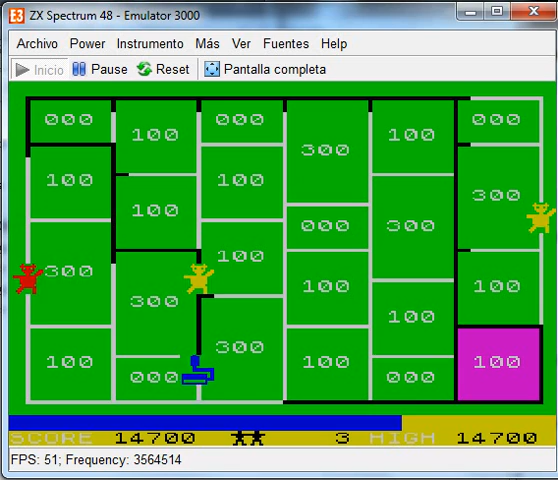 ZX Spectrum 48 - Emulator 3000
Archivo Power Instrumento Más Ver Fuentes Help
Inicio Pause Reset Pantalla completa
000 100 000 300 100 000
100 100 100 000 300 300
300 300 100 100 100 100
100 000 300 100 000 100
SCORE 14700 3 HIGH 14700
FPS: 51; Frequency: 3564514